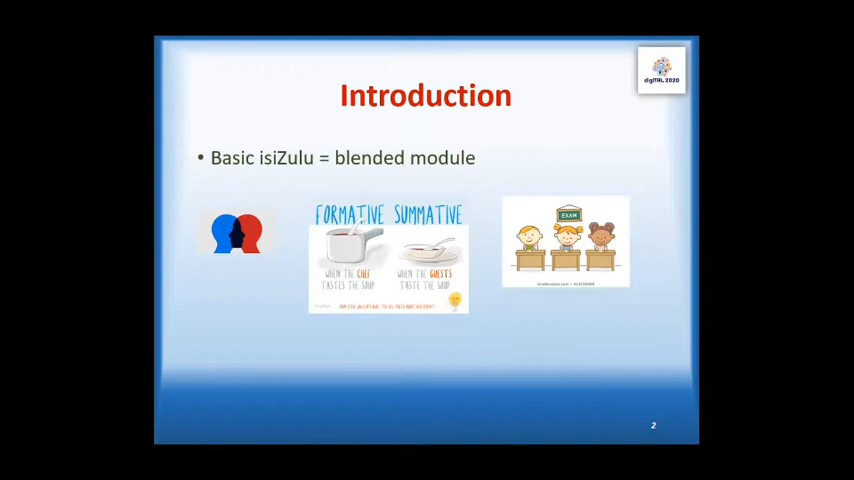 digiTAL 2020
Introduction
• Basic isiZulu = blended module
FORMATIVE SUMMATIVE
WHEN THE CHEF
TASTES THE SOUP
WHEN THE GUESTS
TASTE THE SOUP
EXAM
2